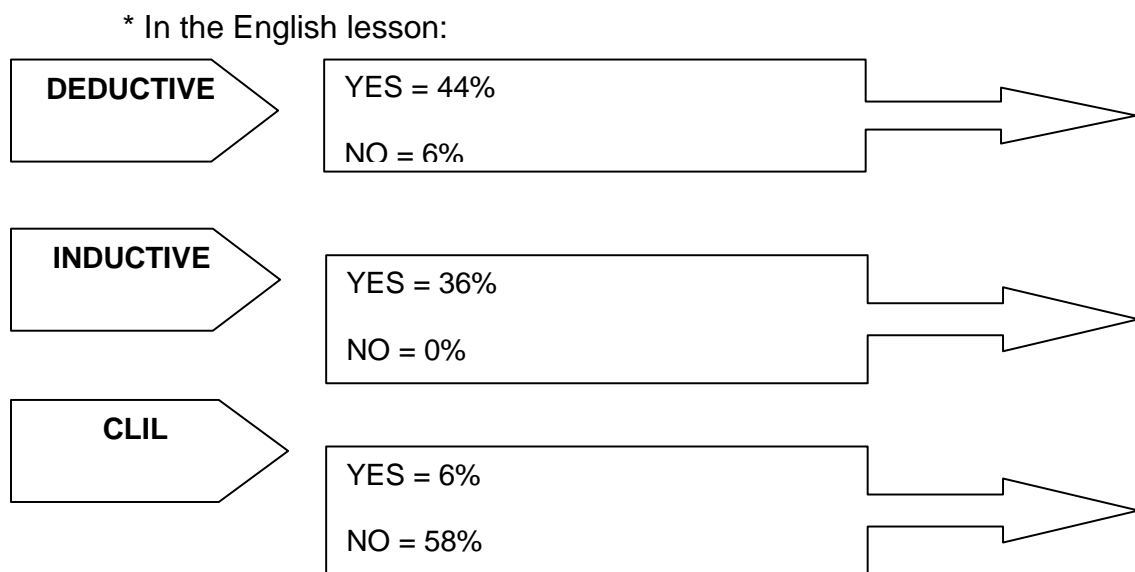 * In the English lesson:
DEDUCTIVE
YES = 44%
NO = 6%
INDUCTIVE
YES = 36%
NO = 0%
CLIL
YES = 6%
NO = 58%